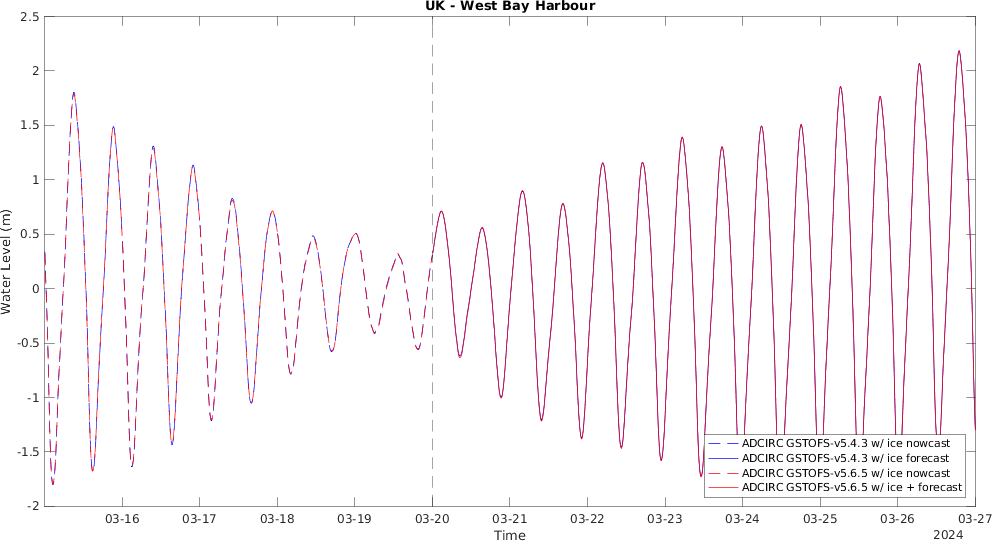 UK - West Bay Harbour
2.5
2
1.5
1
0.5
0
-0.5
-1
-1.5
-2
Water Level (m)
ADCIRC GSTOFS-v5.4.3 w/ ice nowcast
ADCIRC GSTOFS-v5.4.3 w/ ice forecast
ADCIRC GSTOFS-v5.6.5 w/ ice nowcast
ADCIRC GSTOFS-v5.6.5 w/ ice + forecast
03-16 03-17 03-18 03-19 03-20 03-21 03-22 03-23 03-24 03-25 03-26 03-27
Time
2024